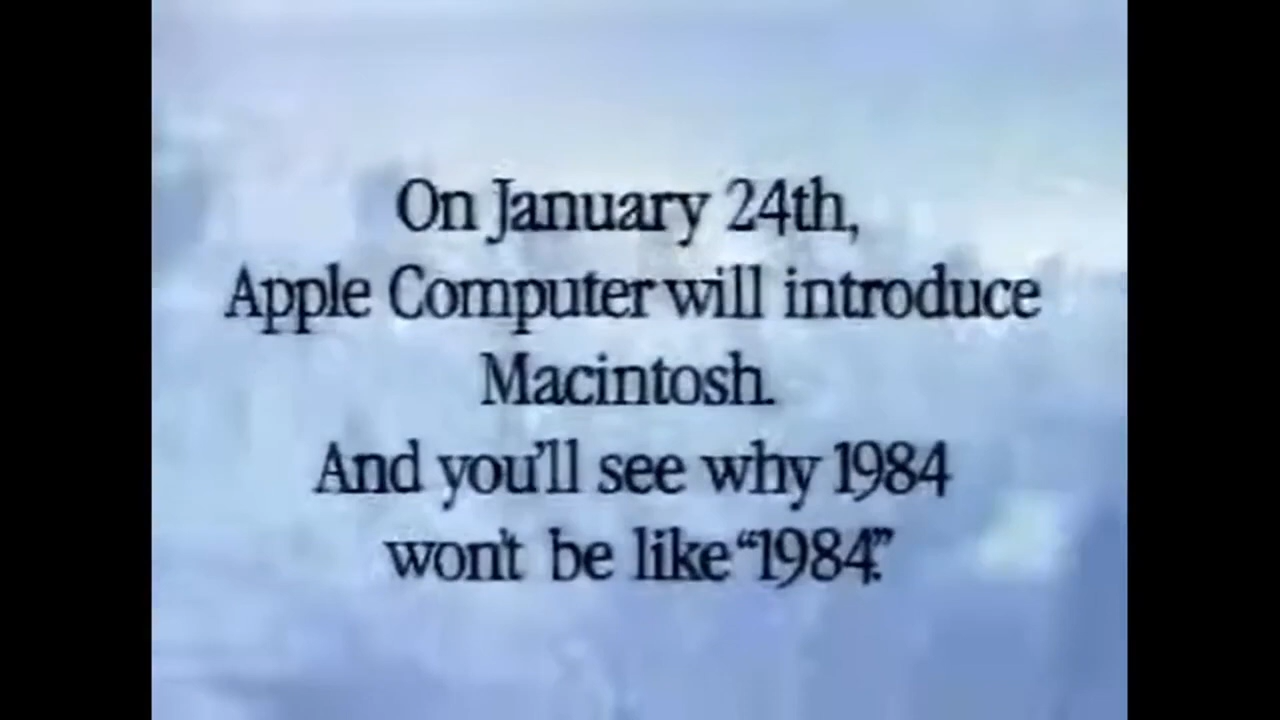 On January 24th,
Apple Computer will introduce
Macintosh.
And you'll see why 1984
won't be like “1984.”